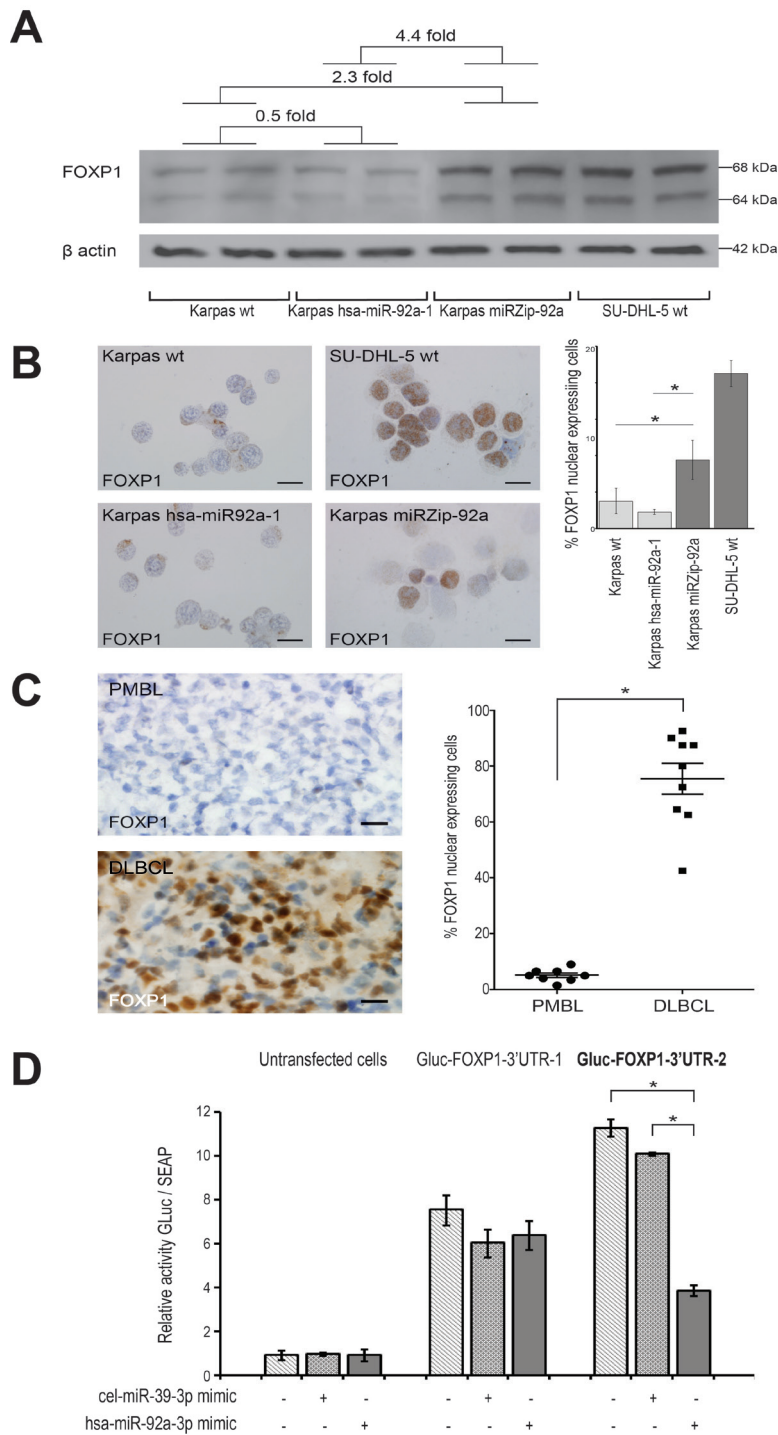 A
4.4 fold
2.3 fold
0.5 fold
FOXP1
68 kDa
64 kDa
β actin
42 kDa
Karpas wt
Karpas hsa-miR-92a-1
Karpas miRZip-92a
SU-DHL-5 wt
B
Karpas wt
FOXP1
SU-DHL-5 wt
FOXP1
Karpas hsa-miR92a-1
FOXP1
Karpas miRZip-92a
FOXP1
% FOXP1 nuclear expressiing cells
20
10
0
*
*
Karpas wt
Karpas hsa-miR-92a-1
Karpas miRZip-92a
SU-DHL-5 wt
C
PMBL
FOXP1
DLBCL
FOXP1
% FOXP1 nuclear expressing cells
100
80
60
40
20
0
*
PMBL
DLBCL
D
Untransfected cells
Gluc-FOXP1-3'UTR-1
Gluc-FOXP1-3'UTR-2
Relative activity GLuc / SEAP
12
10
8
6
4
2
0
*
*
cel-miR-39-3p mimic - + - - + - - + -
hsa-miR-92a-3p mimic - - + - - + - - +